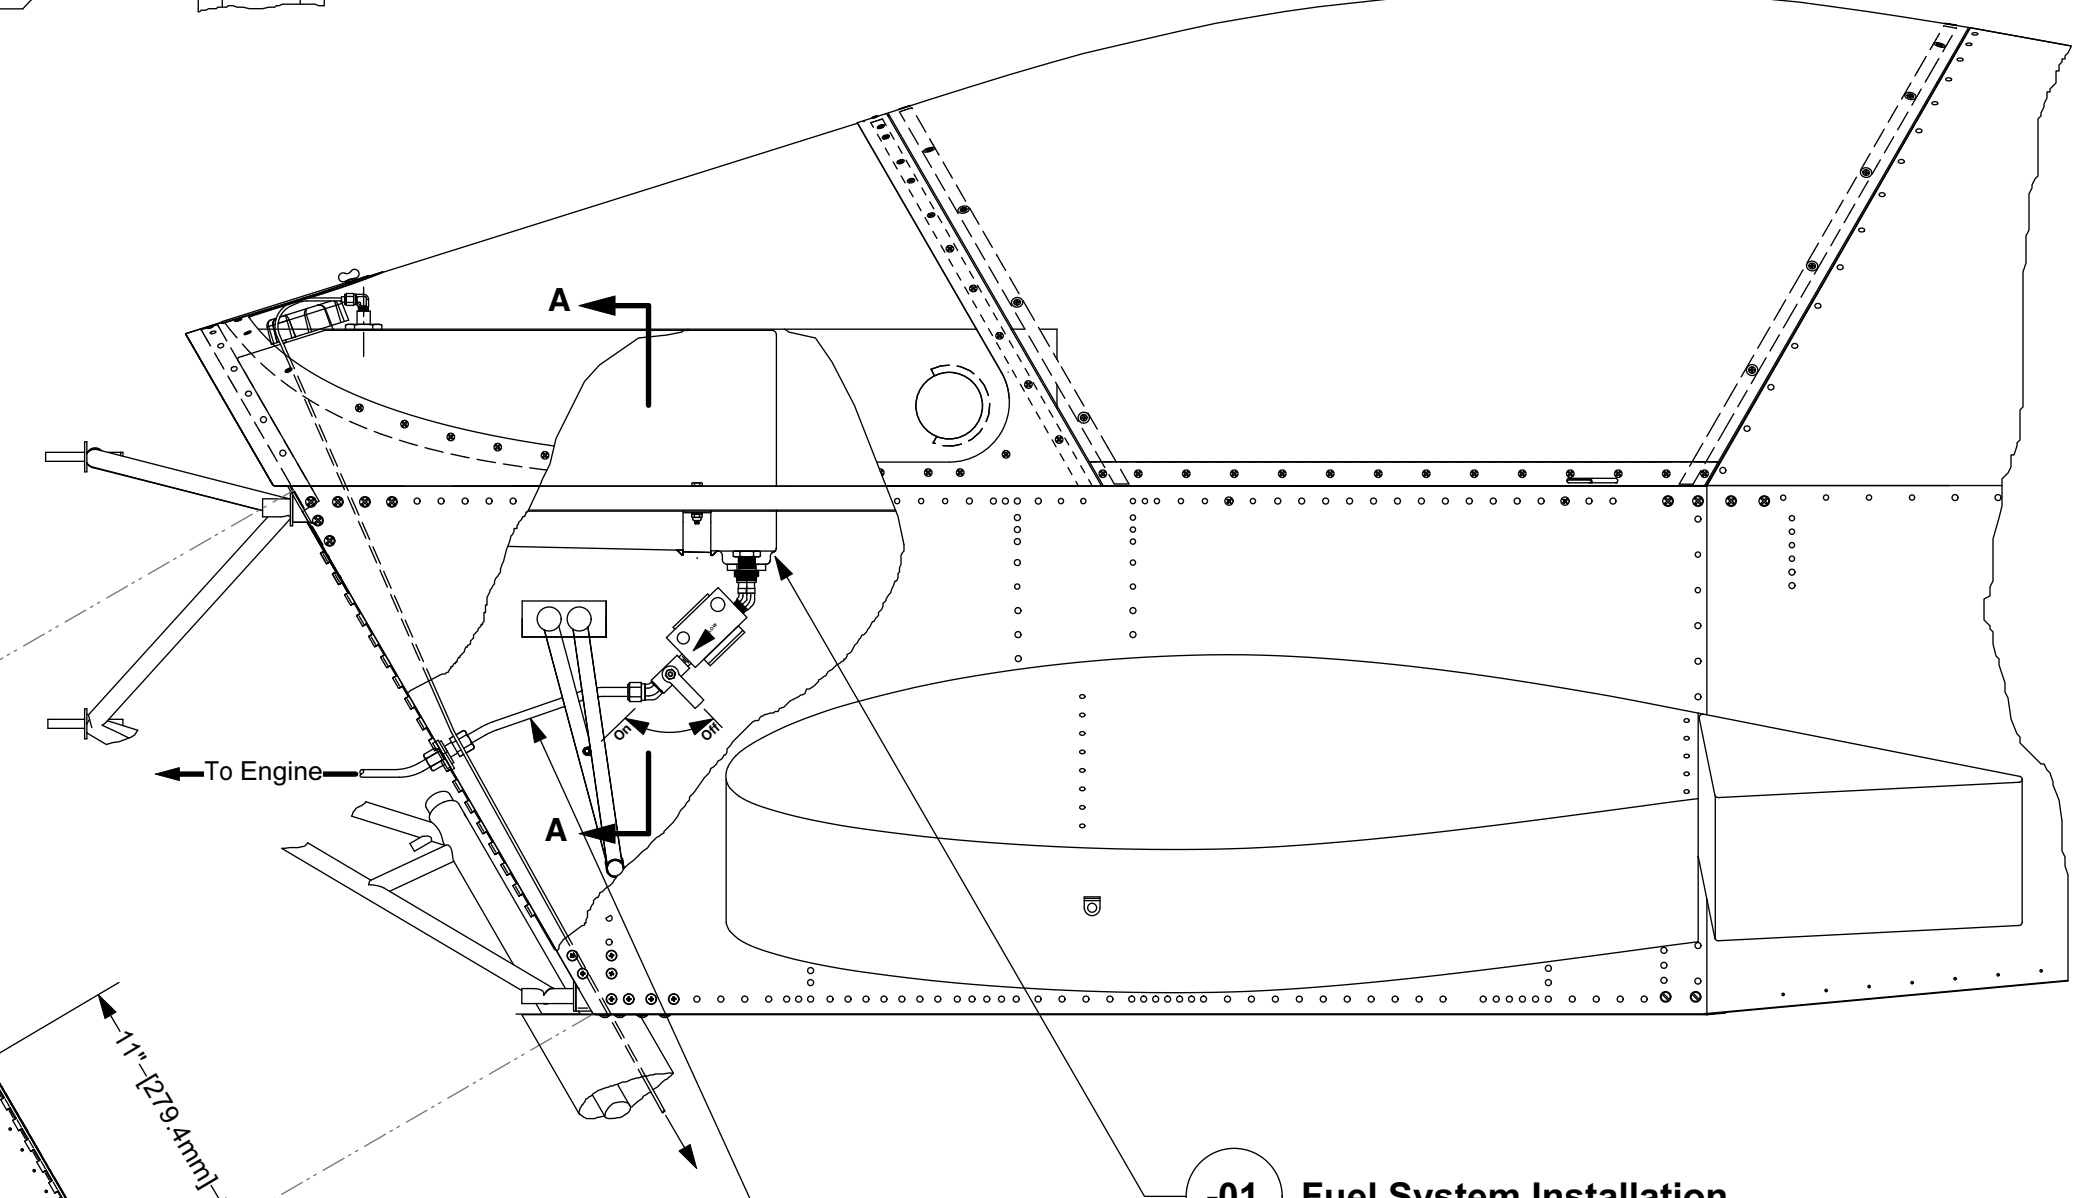 A
On
Off
To Engine
A
11" [279.4mm]
-01
Fuel System Installation